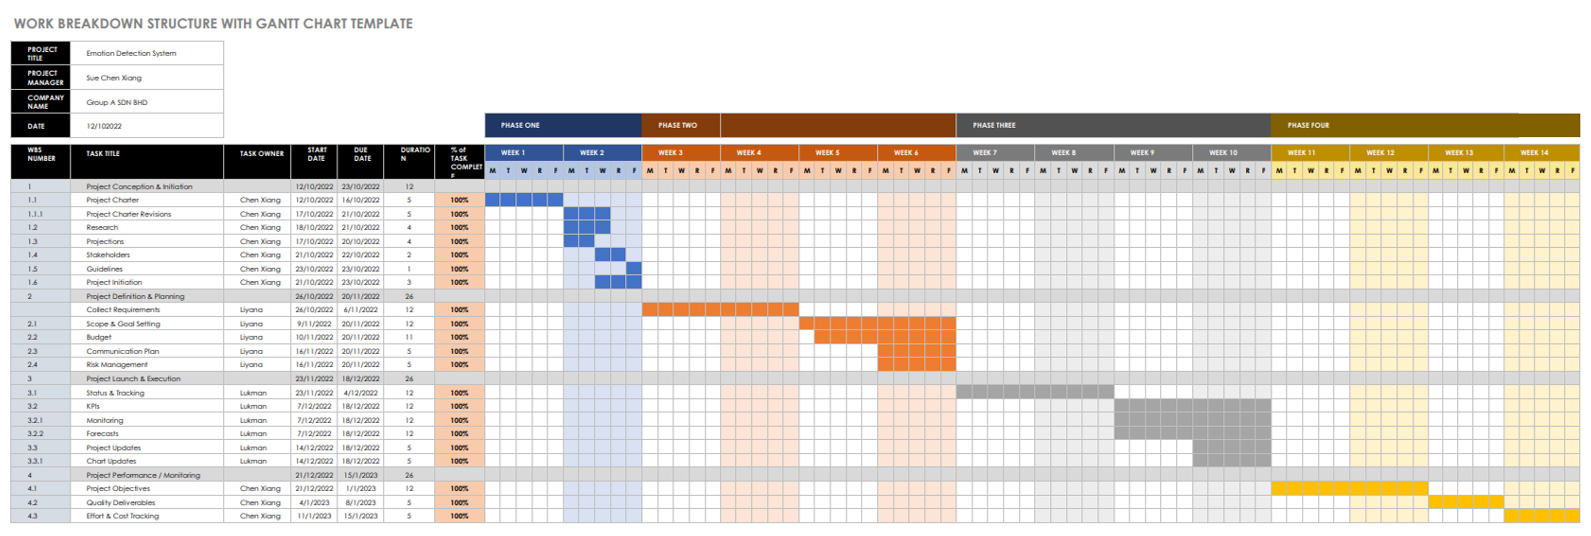 WORK BREAKDOWN STRUCTURE WITH GANTT CHART TEMPLATE
PROJECT TITLE Emotion Detection System
PROJECT MANAGER Sue Chen Xiang
COMPANY NAME Group A SDN BHD
DATE 12/102022
PHASE ONE PHASE TWO PHASE THREE PHASE FOUR
WBS NUMBER TASK TITLE TASK OWNER START DATE DUE DATE DURATIO N % of TASK COMPLET E WEEK 1 WEEK 2 WEEK 3 WEEK 4 WEEK 5 WEEK 6 WEEK 7 WEEK 8 WEEK 9 WEEK 10 WEEK 11 WEEK 12 WEEK 13 WEEK 14
M T W R F M T W R F M T W R F M T W R F M T W R F M T W R F M T W R F M T W R F M T W R F M T W R F M T W R F M T W R F M T W R F M T W R F
1 Project Conception & Initiation 12/10/2022 23/10/2022 12
1.1 Project Charter Chen Xiang 12/10/2022 16/10/2022 5 100%
1.1.1 Project Charter Revisions Chen Xiang 17/10/2022 21/10/2022 5 100%
1.2 Research Chen Xiang 18/10/2022 21/10/2022 4 100%
1.3 Projections Chen Xiang 17/10/2022 20/10/2022 4 100%
1.4 Stakeholders Chen Xiang 21/10/2022 22/10/2022 2 100%
1.5 Guidelines Chen Xiang 23/10/2022 23/10/2022 1 100%
1.6 Project Initiation Chen Xiang 21/10/2022 23/10/2022 3 100%
2 Project Definition & Planning 26/10/2022 20/11/2022 26
Collect Requirements Liyana 26/10/2022 6/11/2022 12 100%
2.1 Scope & Goal Setting Liyana 9/11/2022 20/11/2022 12 100%
2.2 Budget Liyana 10/11/2022 20/11/2022 11 100%
2.3 Communication Plan Liyana 16/11/2022 20/11/2022 5 100%
2.4 Risk Management Liyana 16/11/2022 20/11/2022 5 100%
3 Project Launch & Execution 23/11/2022 18/12/2022 26
3.1 Status & Tracking Lukman 23/11/2022 4/12/2022 12 100%
3.2 KPIs Lukman 7/12/2022 18/12/2022 12 100%
3.2.1 Monitoring Lukman 7/12/2022 18/12/2022 12 100%
3.2.2 Forecasts Lukman 7/12/2022 18/12/2022 12 100%
3.3 Project Updates Lukman 14/12/2022 18/12/2022 5 100%
3.3.1 Chart Updates Lukman 14/12/2022 18/12/2022 5 100%
4 Project Performance / Monitoring 21/12/2022 15/1/2023 26
4.1 Project Objectives Chen Xiang 21/12/2022 1/1/2023 12 100%
4.2 Quality Deliverables Chen Xiang 4/1/2023 8/1/2023 5 100%
4.3 Effort & Cost Tracking Chen Xiang 11/1/2023 15/1/2023 5 100%